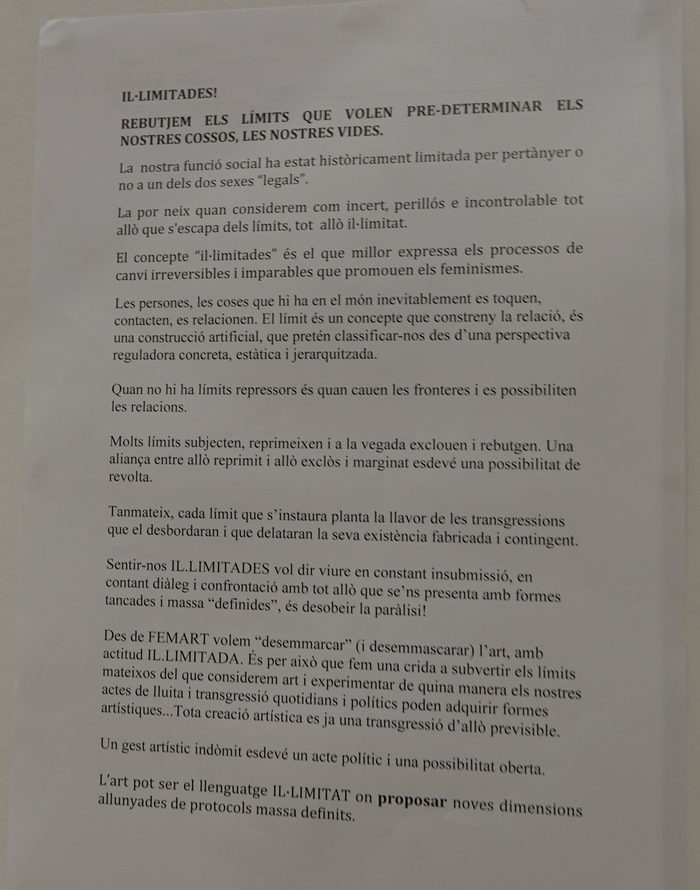 IL·LIMITADES!
REBUTJEM ELS LÍMITS QUE VOLEN PRE-DETERMINAR ELS
NOSTRES COSSOS, LES NOSTRES VIDES.
La nostra funció social ha estat històricament limitada per pertànyer o
no a un dels dos sexes “legals”.
La por neix quan considerem com incert, perillós e incontrolable tot
allò que s’escapa dels límits, tot allò il·limitat.
El concepte “il·limitades” és el que millor expressa els processos de
canvi irreversibles i imparables que promouen els feminismes.
Les persones, les coses que hi ha en el món inevitablement es toquen,
contacten, es relacionen. El límit és un concepte que constreny la relació, és
una construcció artificial, que pretén classificar-nos des d’una perspectiva
reguladora concreta, estàtica i jerarquitzada.
Quan no hi ha límits repressors és quan cauen les fronteres i es possibiliten
les relacions.
Molts límits subjecten, reprimeixen i a la vegada exclouen i rebutgen. Una
aliança entre allò reprimit i allò exclòs i marginat esdevé una possibilitat de
revolta.
Tanmateix, cada límit que s’instaura planta la llavor de les transgressions
que el desbordaran i que delataran la seva existència fabricada i contingent.
Sentir-nos IL.LIMITADES vol dir viure en constant insubmissió, en
contant diàleg i confrontació amb tot allò que se’ns presenta amb formes
tancades i massa “definides”, és desobeir la paràlisi!
Des de FEMART volem “desemmarcar” (i desemmascarar) l’art, amb
actitud IL.LIMITADA. És per això que fem una crida a subvertir els límits
mateixos del que considerem art i experimentar de quina manera els nostres
actes de lluita i transgressió quotidians i polítics poden adquirir formes
artístiques...Tota creació artística es ja una transgressió d’allò previsible.
Un gest artístic indòmit esdevé un acte polític i una possibilitat oberta.
L’art pot ser el llenguatge IL·LIMITAT on proposar noves dimensions
allunyades de protocols massa definits.